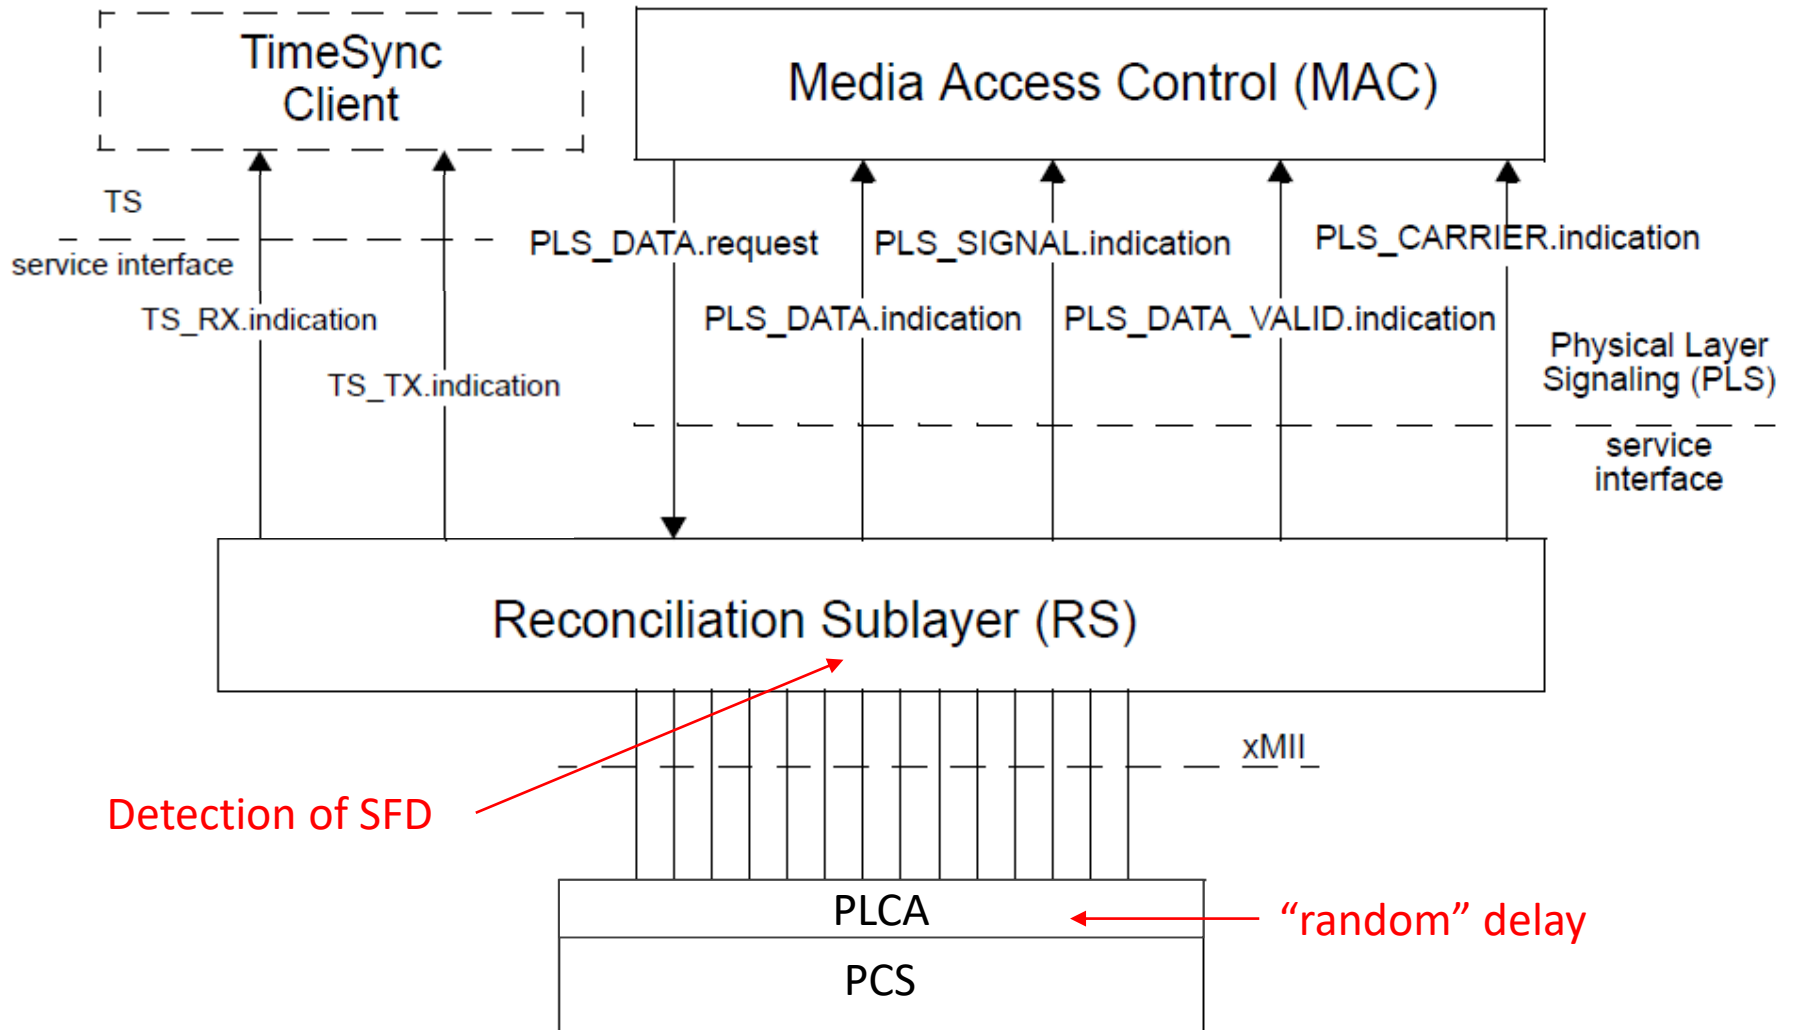 TimeSync
Client
Media Access Control (MAC)
TS
service interface
PLS_DATA.request
PLS_SIGNAL.indication
PLS_CARRIER.indication
TS_RX.indication
PLS_DATA.indication
PLS_DATA_VALID.indication
TS_TX.indication
Physical Layer
Signaling (PLS)
service
interface
Reconciliation Sublayer (RS)
xMII
Detection of SFD
PLCA
“random” delay
PCS